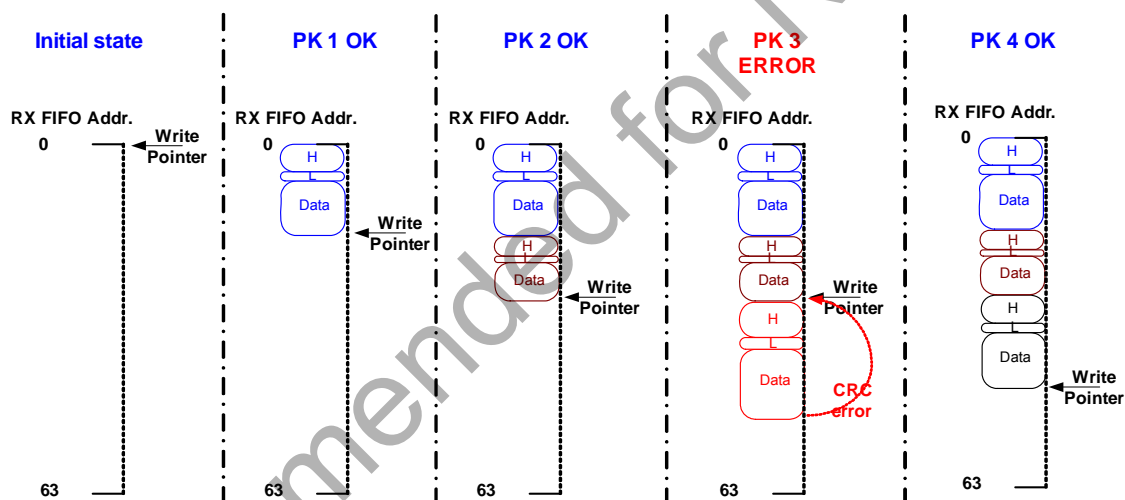 Initial state
PK 1 OK
PK 2 OK
PK 3
ERROR
PK 4 OK
RX FIFO Addr.
0
Write
Pointer
63
RX FIFO Addr.
0
H
L
Data
Write
Pointer
63
RX FIFO Addr.
0
H
L
Data
H
L
Data
Write
Pointer
63
RX FIFO Addr.
0
H
L
Data
H
L
Data
Write
Pointer
H
L
Data
CRC
error
63
RX FIFO Addr.
0
H
L
Data
H
L
Data
H
L
Data
Write
Pointer
63
mended for